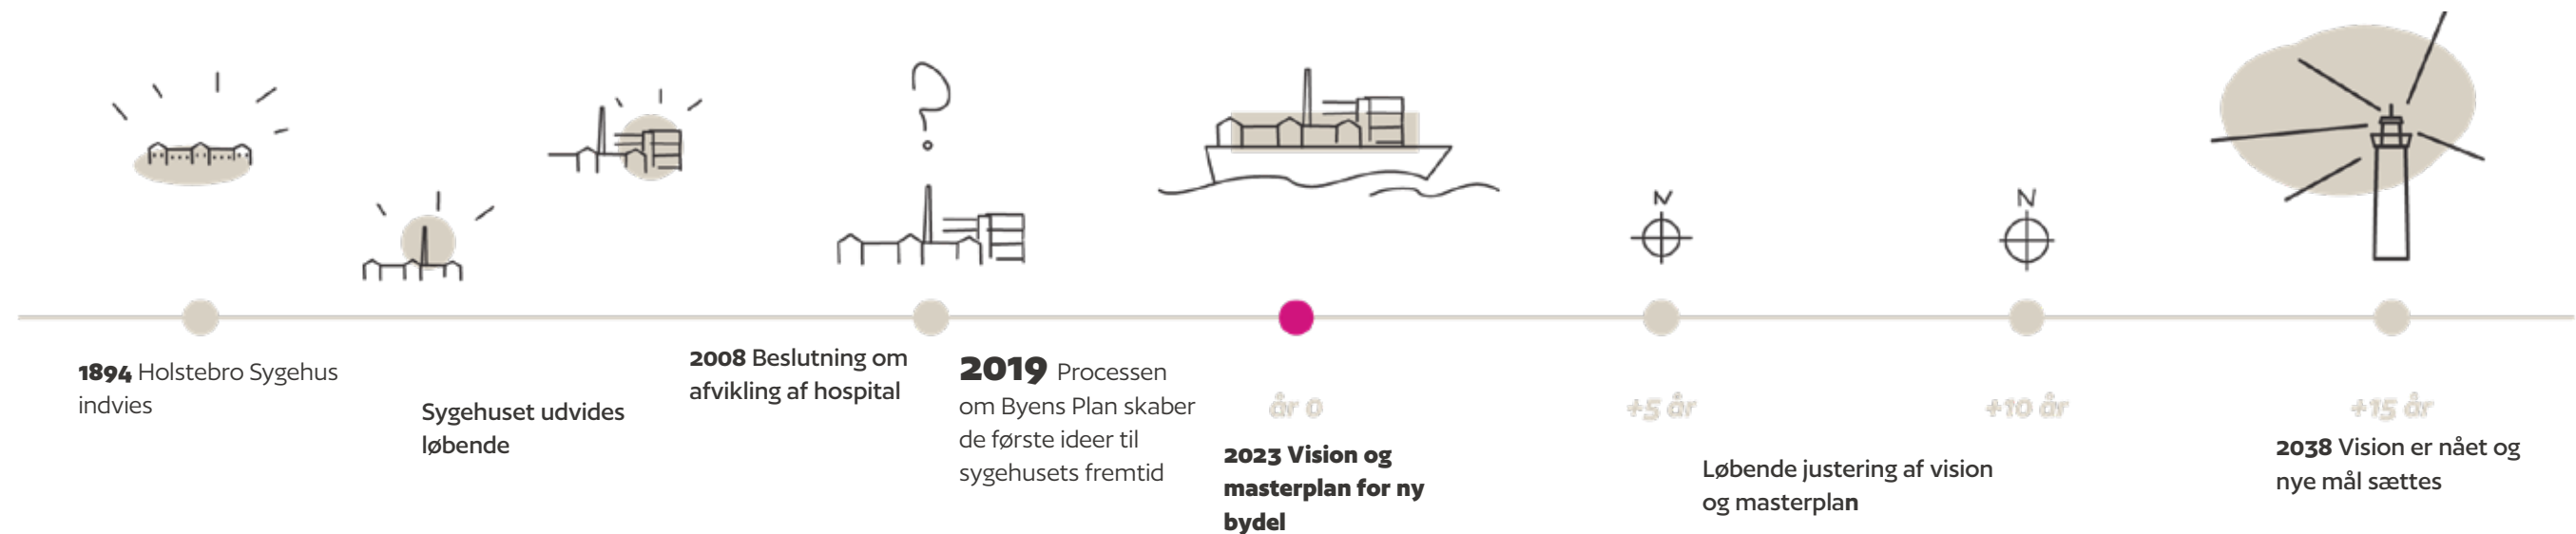 N
N
1894 Holstebro Sygehus
indvies
Sygehuset udvides
løbende
2008 Beslutning om
afvikling af hospital
2019 Processen
om Byens Plan skaber
de første ideer til
sygehusets fremtid
år 0
2023 Vision og
masterplan for ny
bydel
+5 år
+10 år
Løbende justering af vision
og masterplan
+15 år
2038 Vision er nået og
nye mål sættes